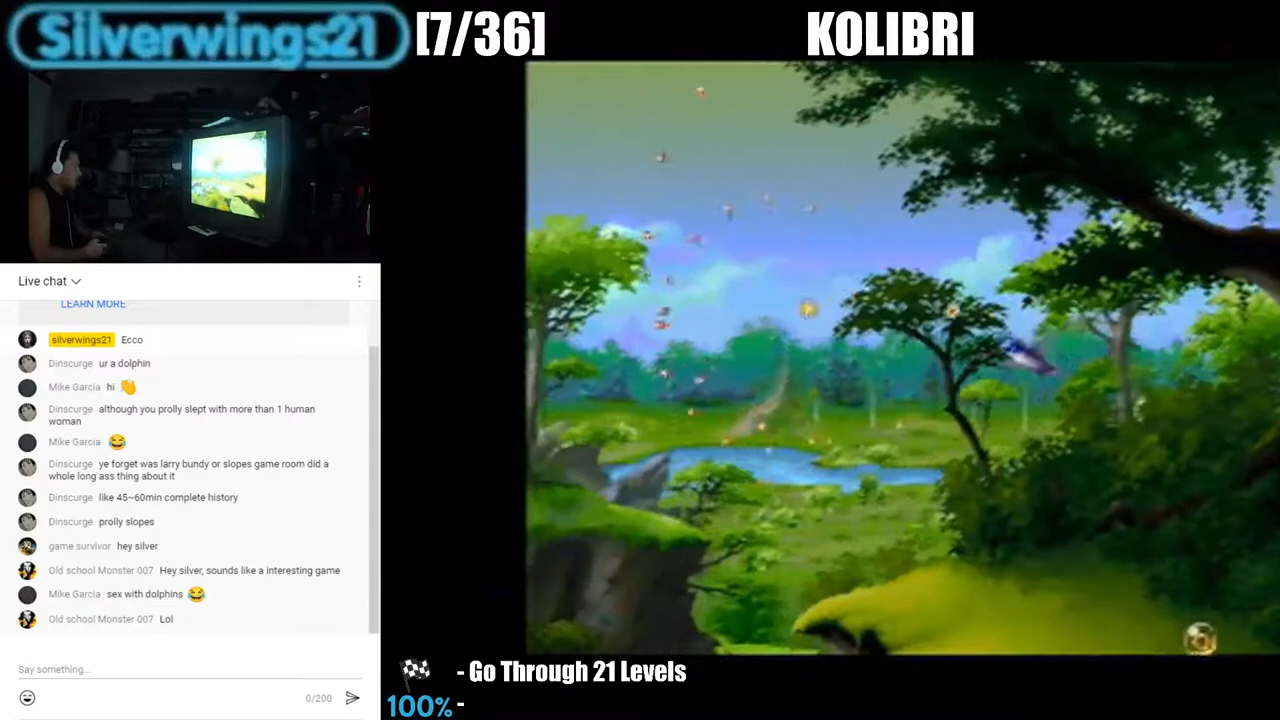 Silverwings21 [7/36] KOLIBRI
Live chat
LEARN MORE
silverwings21 Ecco
Dinscurge ur a dolphin
Mike Garcia hi 👏
Dinscurge although you prolly slept with more than 1 human
woman
Mike Garcia 😂
Dinscurge ye forget was larry bundy or slopes game room did a
whole long ass thing about it
Dinscurge like 45~60min complete history
Dinscurge prolly slopes
game survivor hey silver
Old school Monster 007 Hey silver, sounds like a interesting game
Mike Garcia sex with dolphins 😂
Old school Monster 007 Lol
Say something...
0/200
- Go Through 21 Levels
100% -